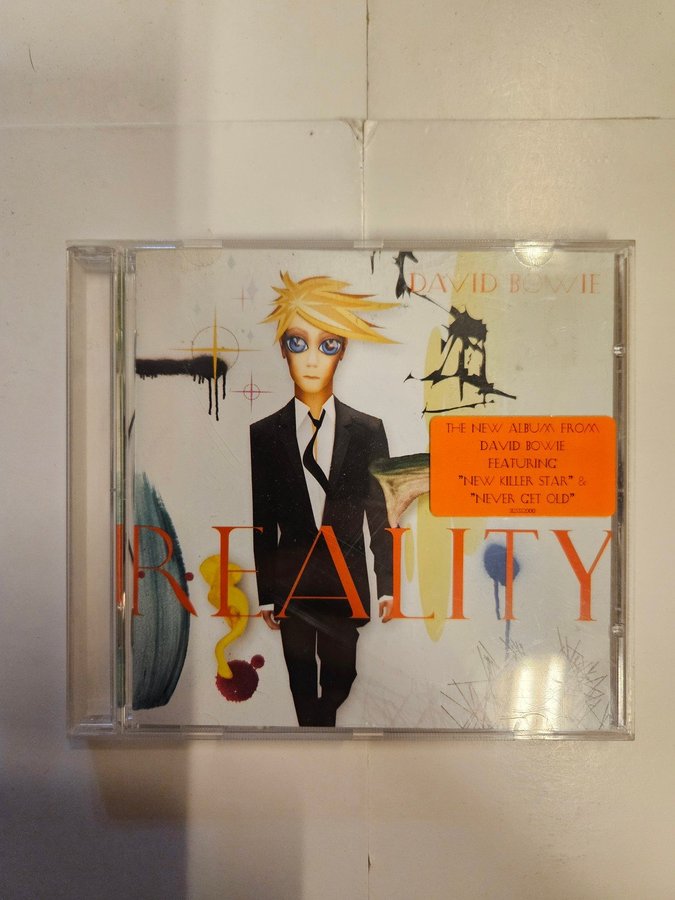 DAVID BOWIE
THE NEW ALBUM FROM
DAVID BOWIE
FEATURING
"NEW KILLER STAR" &
"NEVER GET OLD"
REALITY